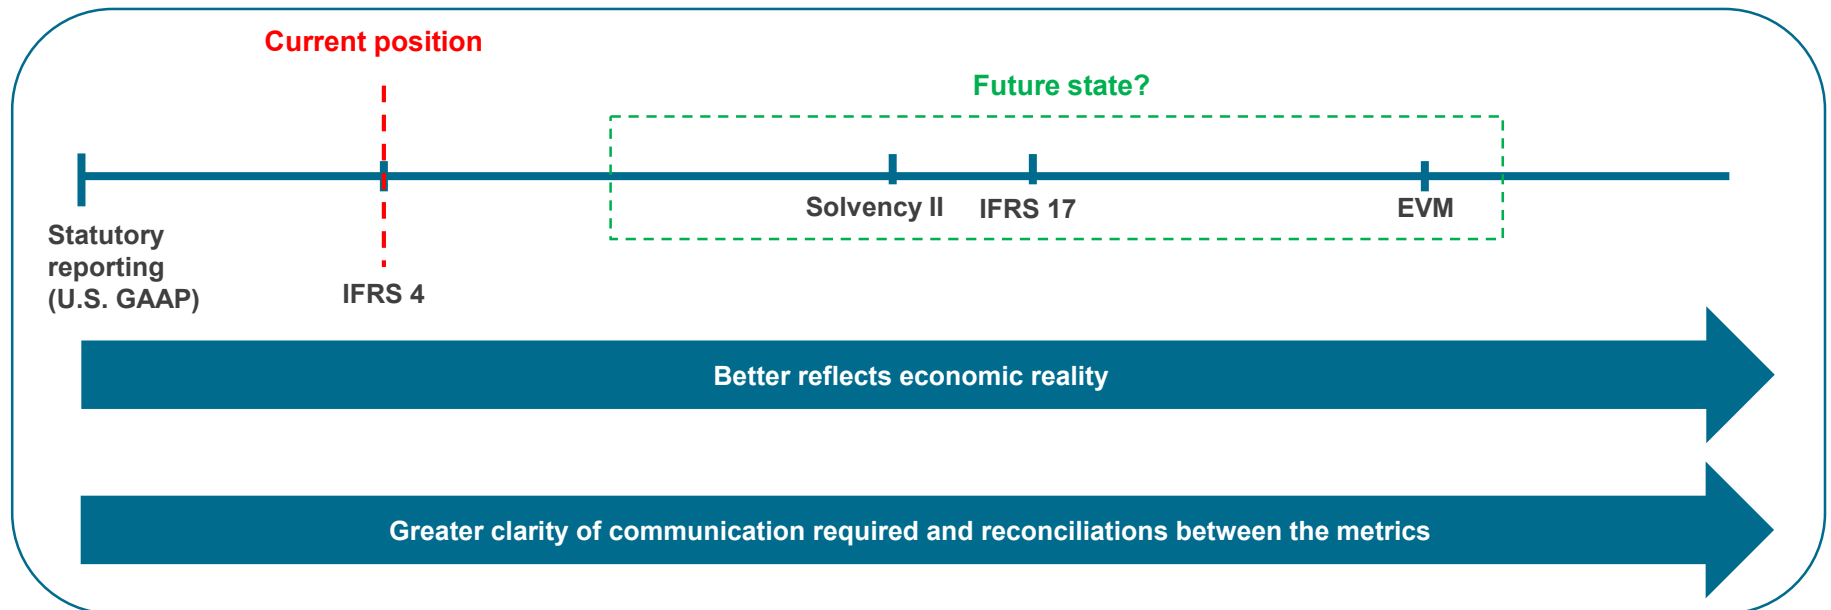 Current position
Future state?
Solvency II
IFRS 17
EVM
Statutory
reporting
(U.S. GAAP)
IFRS 4
Better reflects economic reality
Greater clarity of communication required and reconciliations between the metrics